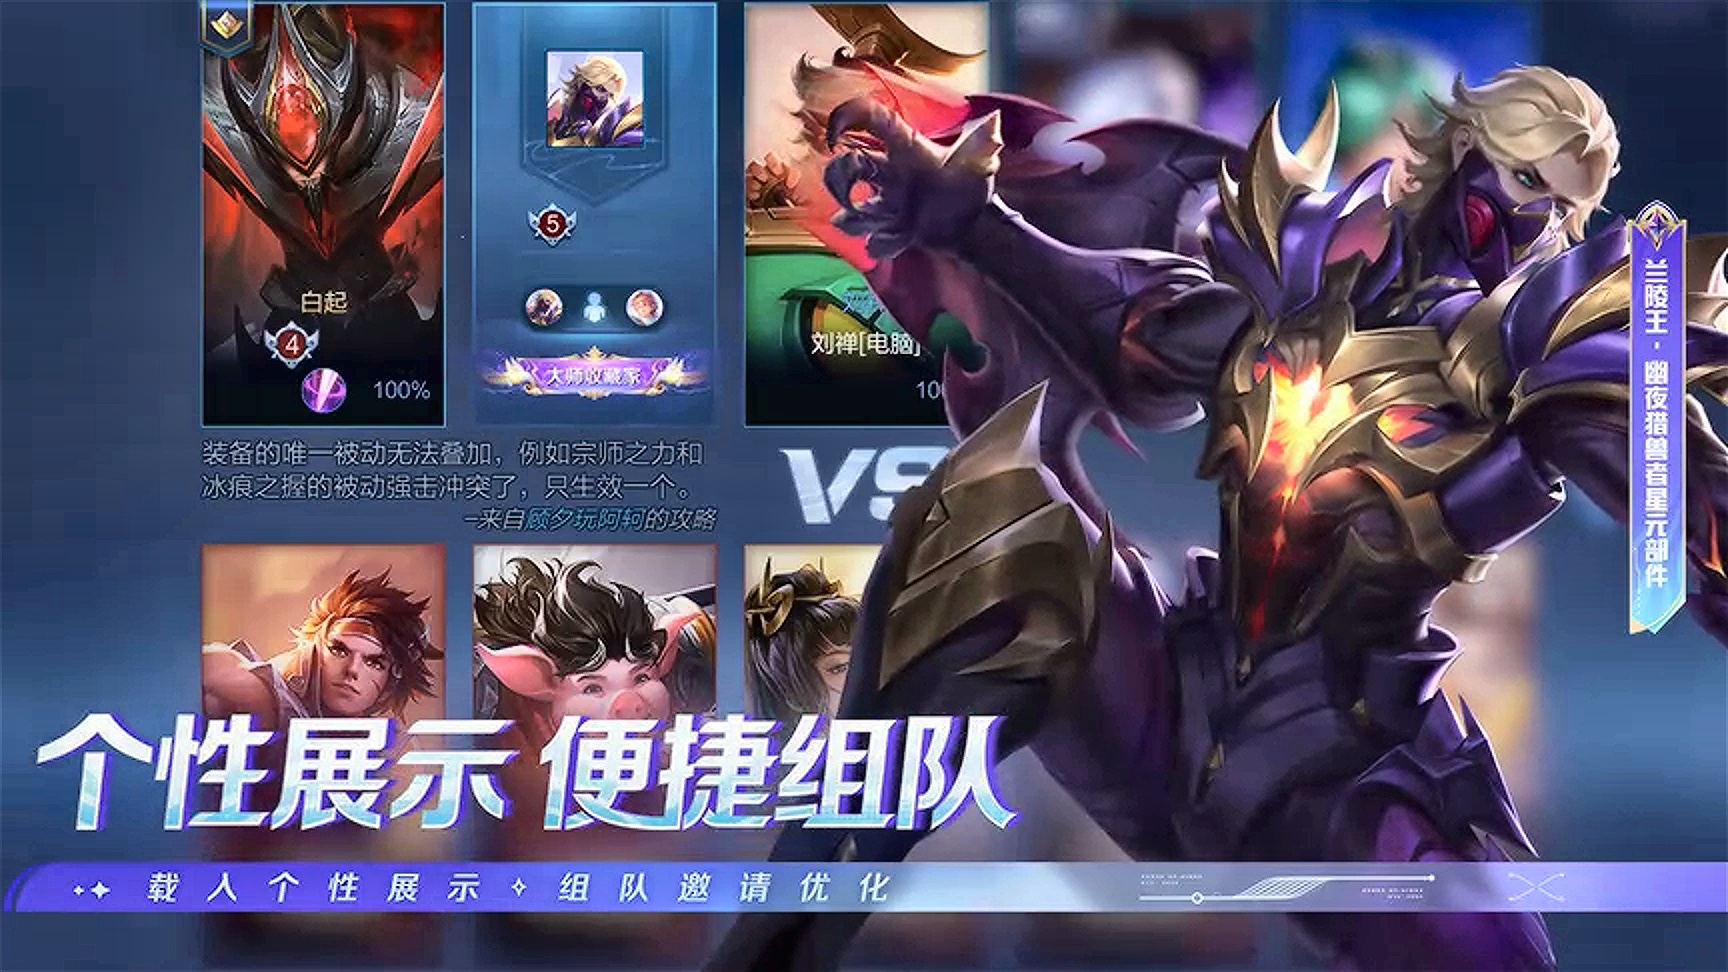 白起
4
100%
5
大师收藏家
刘禅[电脑]
10
装备的唯一被动无法叠加，例如宗师之力和
冰痕之握的被动强击冲突了，只生效一个。
-来自顾夕玩阿轲的攻略
VS
兰陵王·幽夜猎兽者星元部件
个性展示 便捷组队
载入个性展示 组队邀请优化